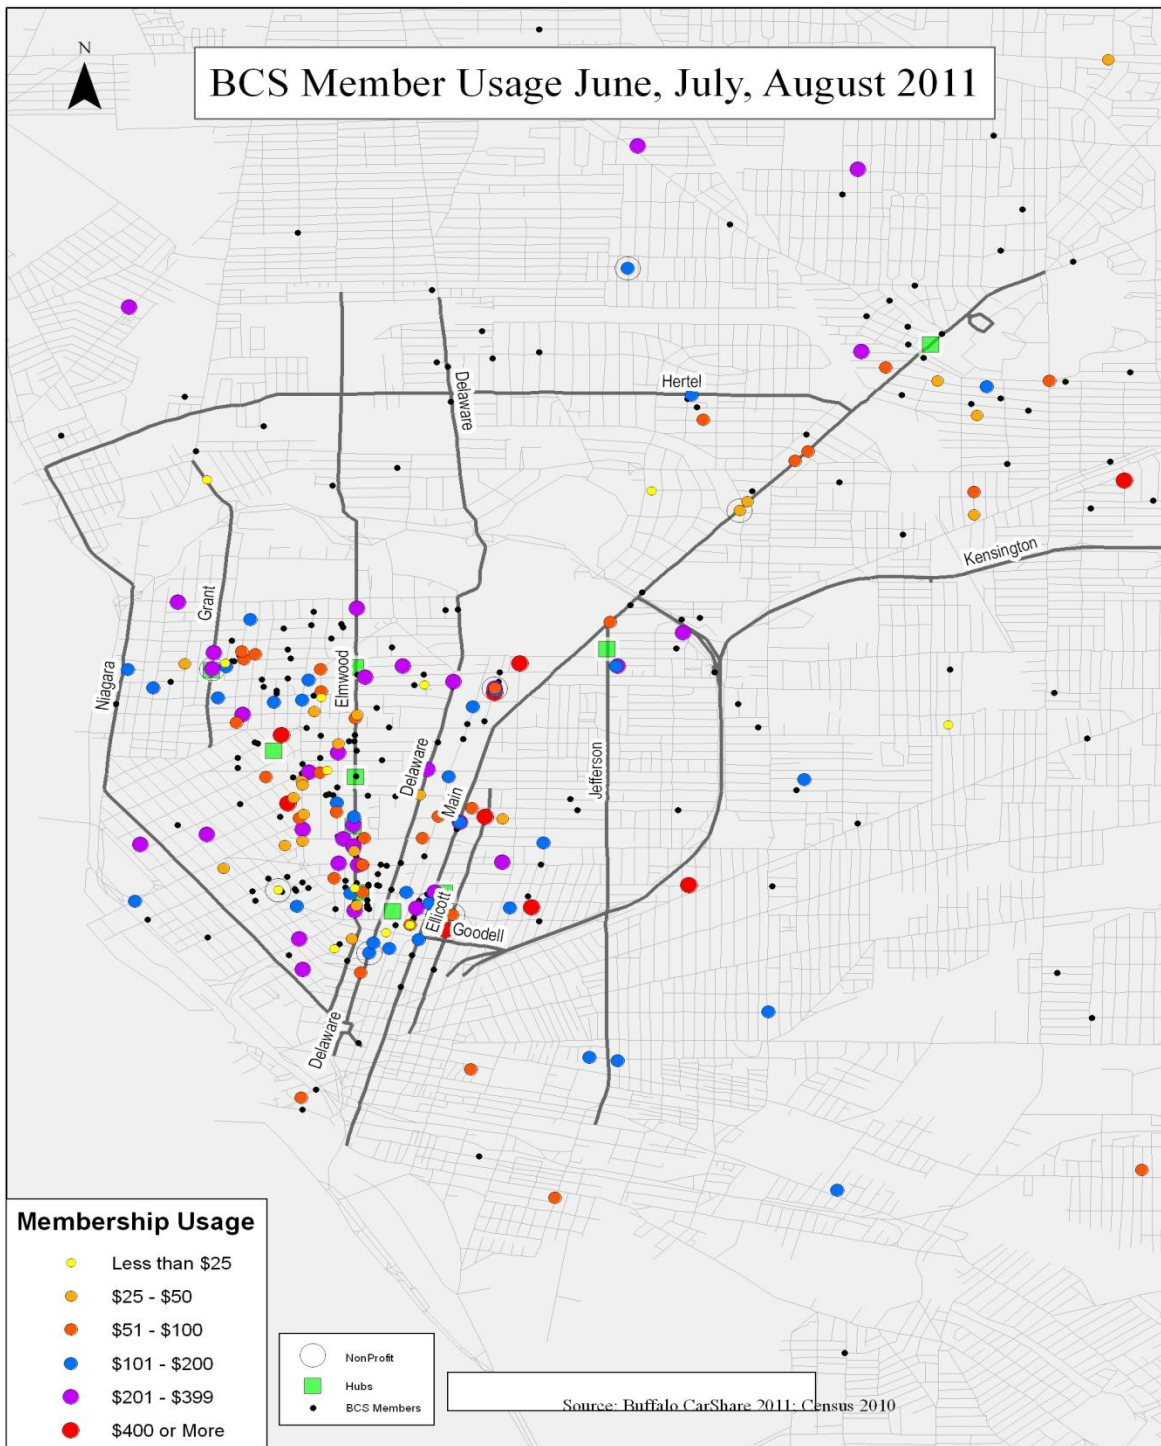 N
BCS Member Usage June, July, August 2011
Hertel
Delaware
Kensington
Grant
Niagara
Elmwood
Delaware
Main
Jefferson
Ellicott
Goodell
Delaware
Membership Usage
Less than $25
$25 - $50
$51 - $100
$101 - $200
$201 - $399
$400 or More
NonProfit
Hubs
BCS Members
Source: Buffalo CarShare 2011; Census 2010